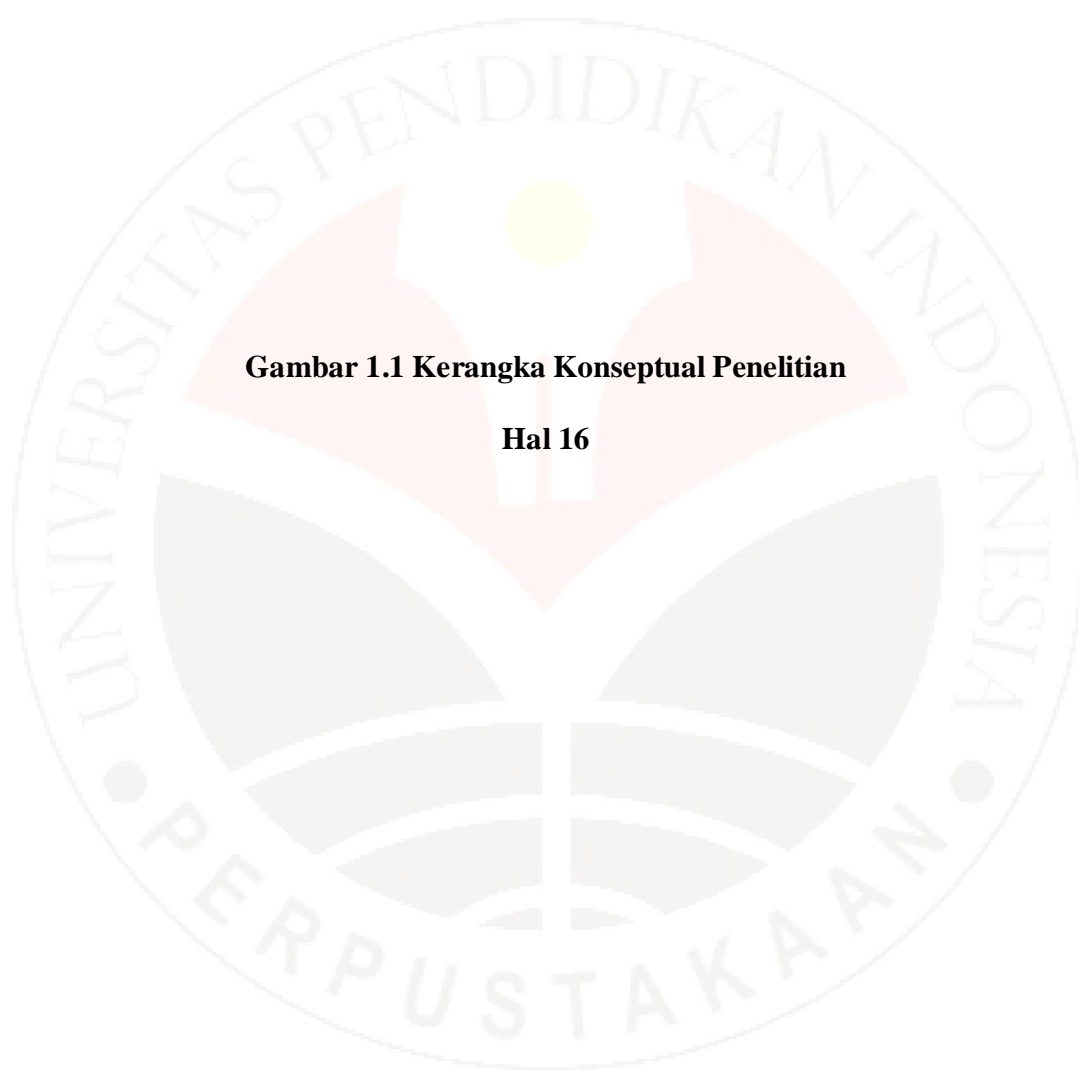 UNIVERSITAS PENDIDIKAN INDONESIA
Gambar 1.1 Kerangka Konseptual Penelitian
Hal 16
PERPUSTAKAAN